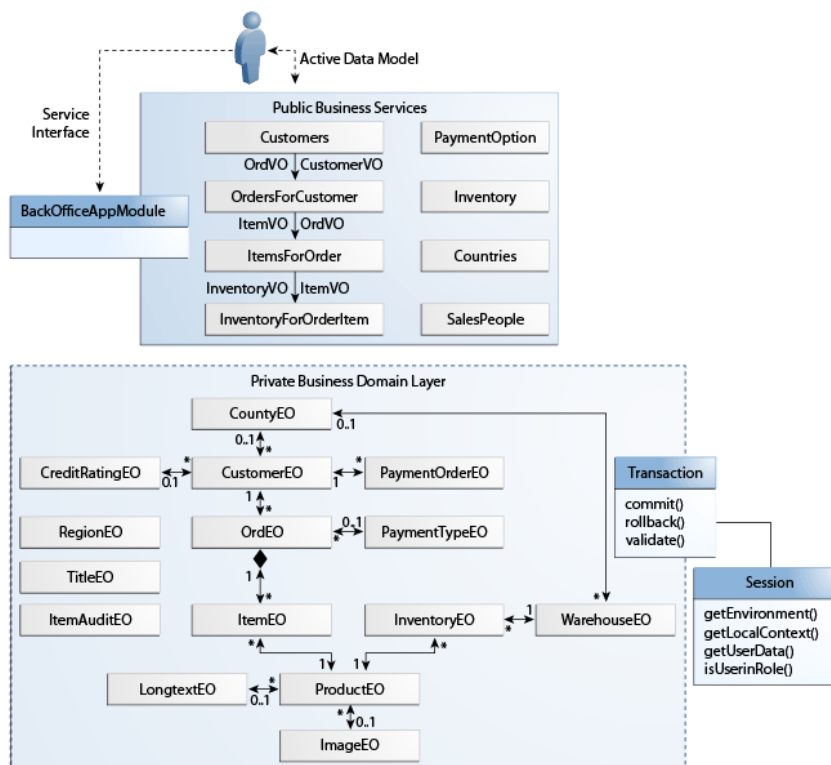 Active Data Model
Service
Interface
Public Business Services
Customers
PaymentOption
OrdVO
CustomerVO
BackOfficeAppModule
OrdersForCustomer
Inventory
ItemVO
OrdVO
ItemsForOrder
Countries
InventoryVO
ItemVO
InventoryForOrderItem
SalesPeople
Private Business Domain Layer
CountyEO
0..1
0..1
*
CreditRatingEO
*
0.1
CustomerEO
*
1
PaymentOrderEO
1
*
RegionEO
OrdEO
0..1
*
PaymentTypeEO
TitleEO
1
*
*
ItemAuditEO
ItemEO
InventoryEO
1
*
WarehouseEO
*
*
1
1
LongtextEO
*
0..1
ProductEO
*
0..1
ImageEO
Transaction
commit()
rollback()
validate()
Session
getEnvironment()
getLocalContext()
getUserData()
isUserinRole()